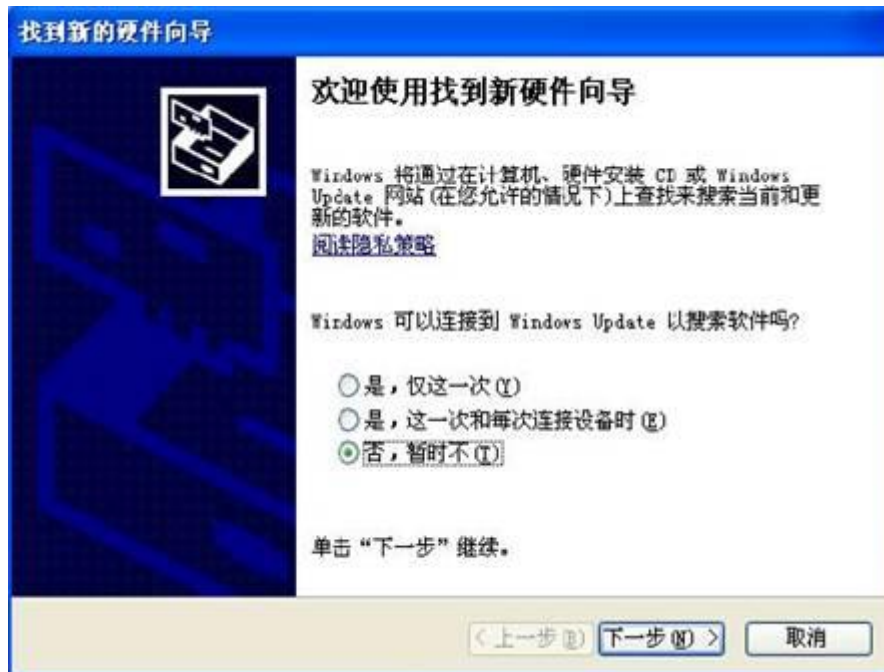 找到新的硬件向导
欢迎使用找到新硬件向导
Windows 将通过在计算机、硬件安装 CD 或 Windows
Update 网站(在您允许的情况下)上查找来搜索当前和更
新的软件。
阅读隐私策略
Windows 可以连接到 Windows Update 以搜索软件吗?
是，仅这一次(Y)
是，这一次和每次连接设备时(E)
否，暂时不(T)
单击“下一步”继续。
< 上一步(B) 下一步(N) > 取消